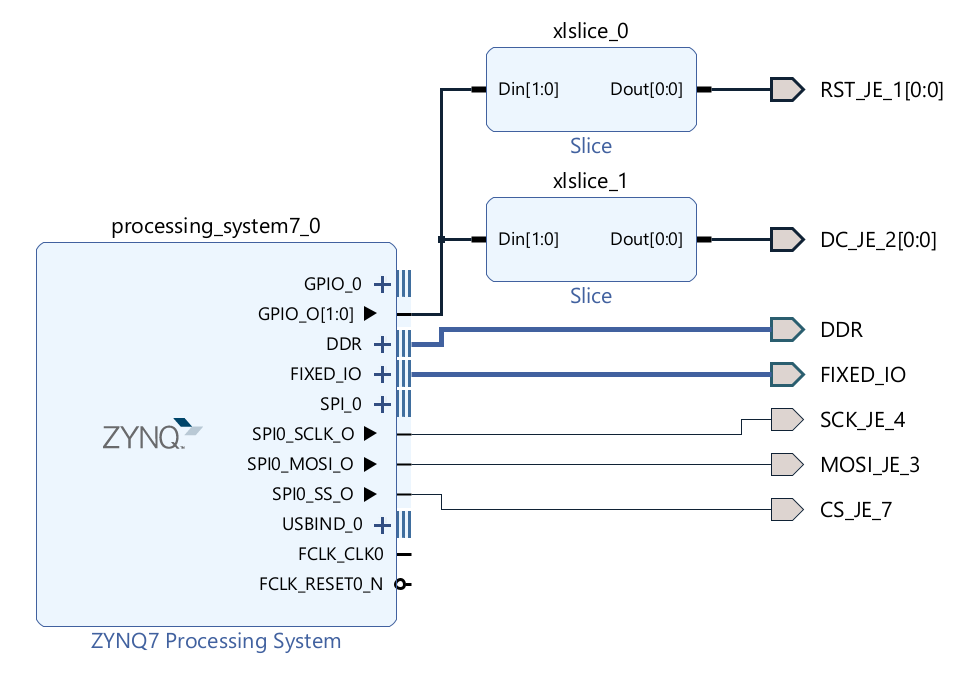 xlslice_0
Din[1:0] Dout[0:0]
Slice
RST_JE_1[0:0]
xlslice_1
Din[1:0] Dout[0:0]
Slice
DC_JE_2[0:0]
processing_system7_0
GPIO_0
GPIO_O[1:0]
DDR
FIXED_IO
SPI_0
SPI0_SCLK_O
SPI0_MOSI_O
SPI0_SS_O
USBIND_0
FCLK_CLK0
FCLK_RESET0_N
ZYNQ
ZYNQ7 Processing System
DDR
FIXED_IO
SCK_JE_4
MOSI_JE_3
CS_JE_7